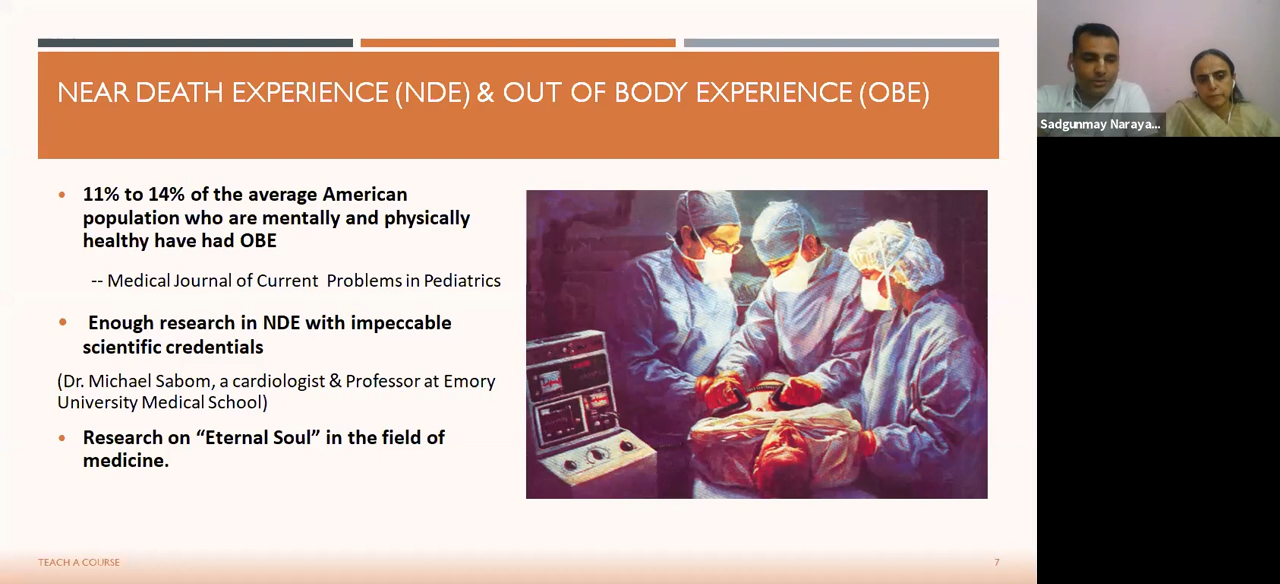 NEAR DEATH EXPERIENCE (NDE) & OUT OF BODY EXPERIENCE (OBE)
• 11% to 14% of the average American
population who are mentally and physically
healthy have had OBE
-- Medical Journal of Current Problems in Pediatrics
• Enough research in NDE with impeccable
scientific credentials
(Dr. Michael Sabom, a cardiologist & Professor at Emory
University Medical School)
• Research on “Eternal Soul” in the field of
medicine.
TEACH A COURSE
7
Sadgunmay Naraya...